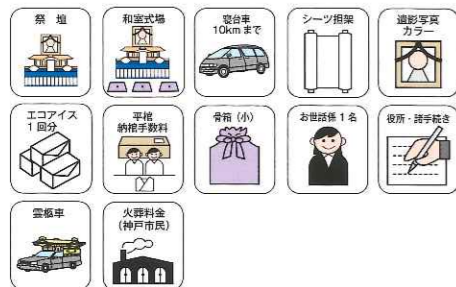 祭 壇
和室式場
寝台車
10kmまで
シーツ担架
遺影写真
カラー
エコアイス
1回分
平棺
納棺手数料
骨箱（小）
お世話係1名
役所・諸手続き
霊柩車
火葬料金
（神戸市民）